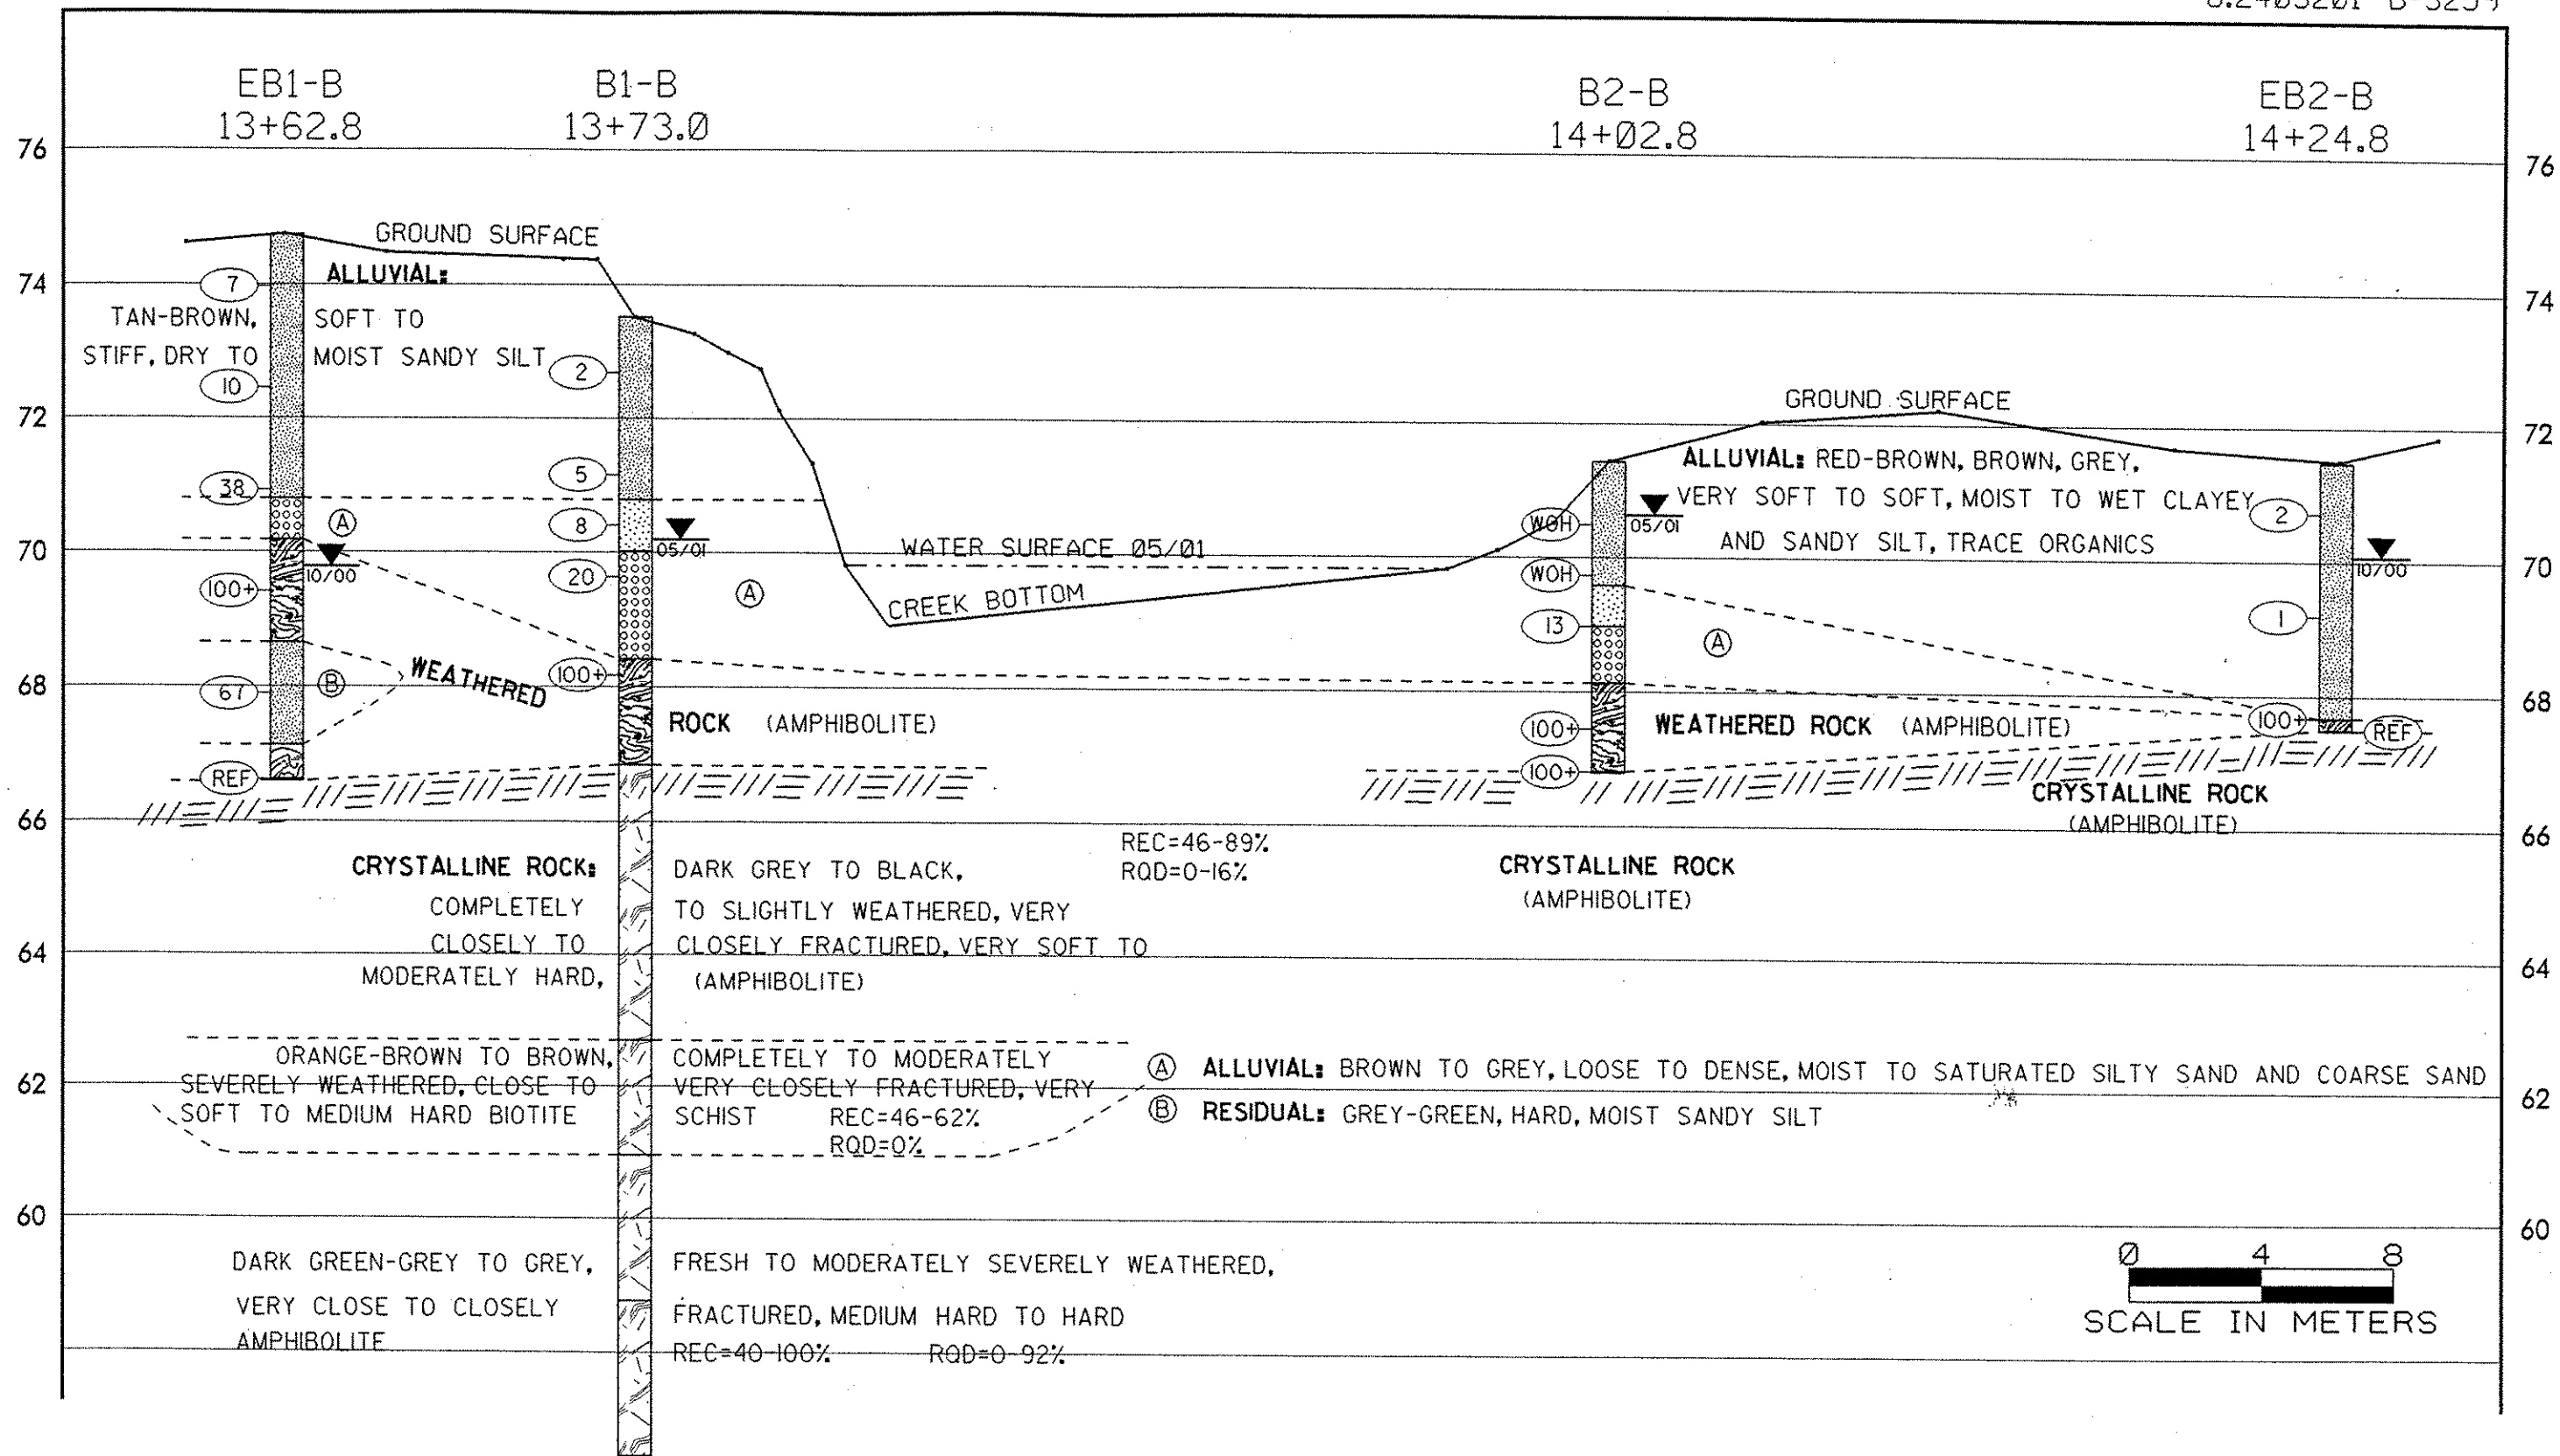 EB1-B
13+62.8
B1-B
13+73.0
B2-B
14+02.8
EB2-B
14+24.8
76
76
GROUND SURFACE
ALLUVIAL:
74
7
74
TAN-BROWN, SOFT TO
STIFF, DRY TO MOIST SANDY SILT
10
2
GROUND SURFACE
72
72
ALLUVIAL: RED-BROWN, BROWN, GREY,
VERY SOFT TO SOFT, MOIST TO WET CLAYEY
AND SANDY SILT, TRACE ORGANICS
38
5
A
8
05/01
WOH
05/01
2
70
10/00
WATER SURFACE 05/01
10/00
70
100+
20
A
CREEK BOTTOM
WOH
13
A
1
68
67
B
WEATHERED
100+
68
ROCK (AMPHIBOLITE)
100+
WEATHERED ROCK (AMPHIBOLITE)
100+
REF
REF
100+
CRYSTALLINE ROCK
(AMPHIBOLITE)
66
66
REC=46-89%
RQD=0-16%
CRYSTALLINE ROCK
(AMPHIBOLITE)
CRYSTALLINE ROCK: DARK GREY TO BLACK,
COMPLETELY TO SLIGHTLY WEATHERED, VERY
CLOSELY TO CLOSELY FRACTURED, VERY SOFT TO
MODERATELY HARD, (AMPHIBOLITE)
64
64
ORANGE-BROWN TO BROWN, COMPLETELY TO MODERATELY
SEVERELY WEATHERED, CLOSE TO VERY CLOSELY FRACTURED, VERY
SOFT TO MEDIUM HARD BIOTITE SCHIST REC=46-62%
RQD=0%
A ALLUVIAL: BROWN TO GREY, LOOSE TO DENSE, MOIST TO SATURATED SILTY SAND AND COARSE SAND
B RESIDUAL: GREY-GREEN, HARD, MOIST SANDY SILT
62
62
60
60
DARK GREEN-GREY TO GREY, FRESH TO MODERATELY SEVERELY WEATHERED,
VERY CLOSE TO CLOSELY FRACTURED, MEDIUM HARD TO HARD
AMPHIBOLITE REC=40-100% RQD=0-92%
0 4 8
SCALE IN METERS